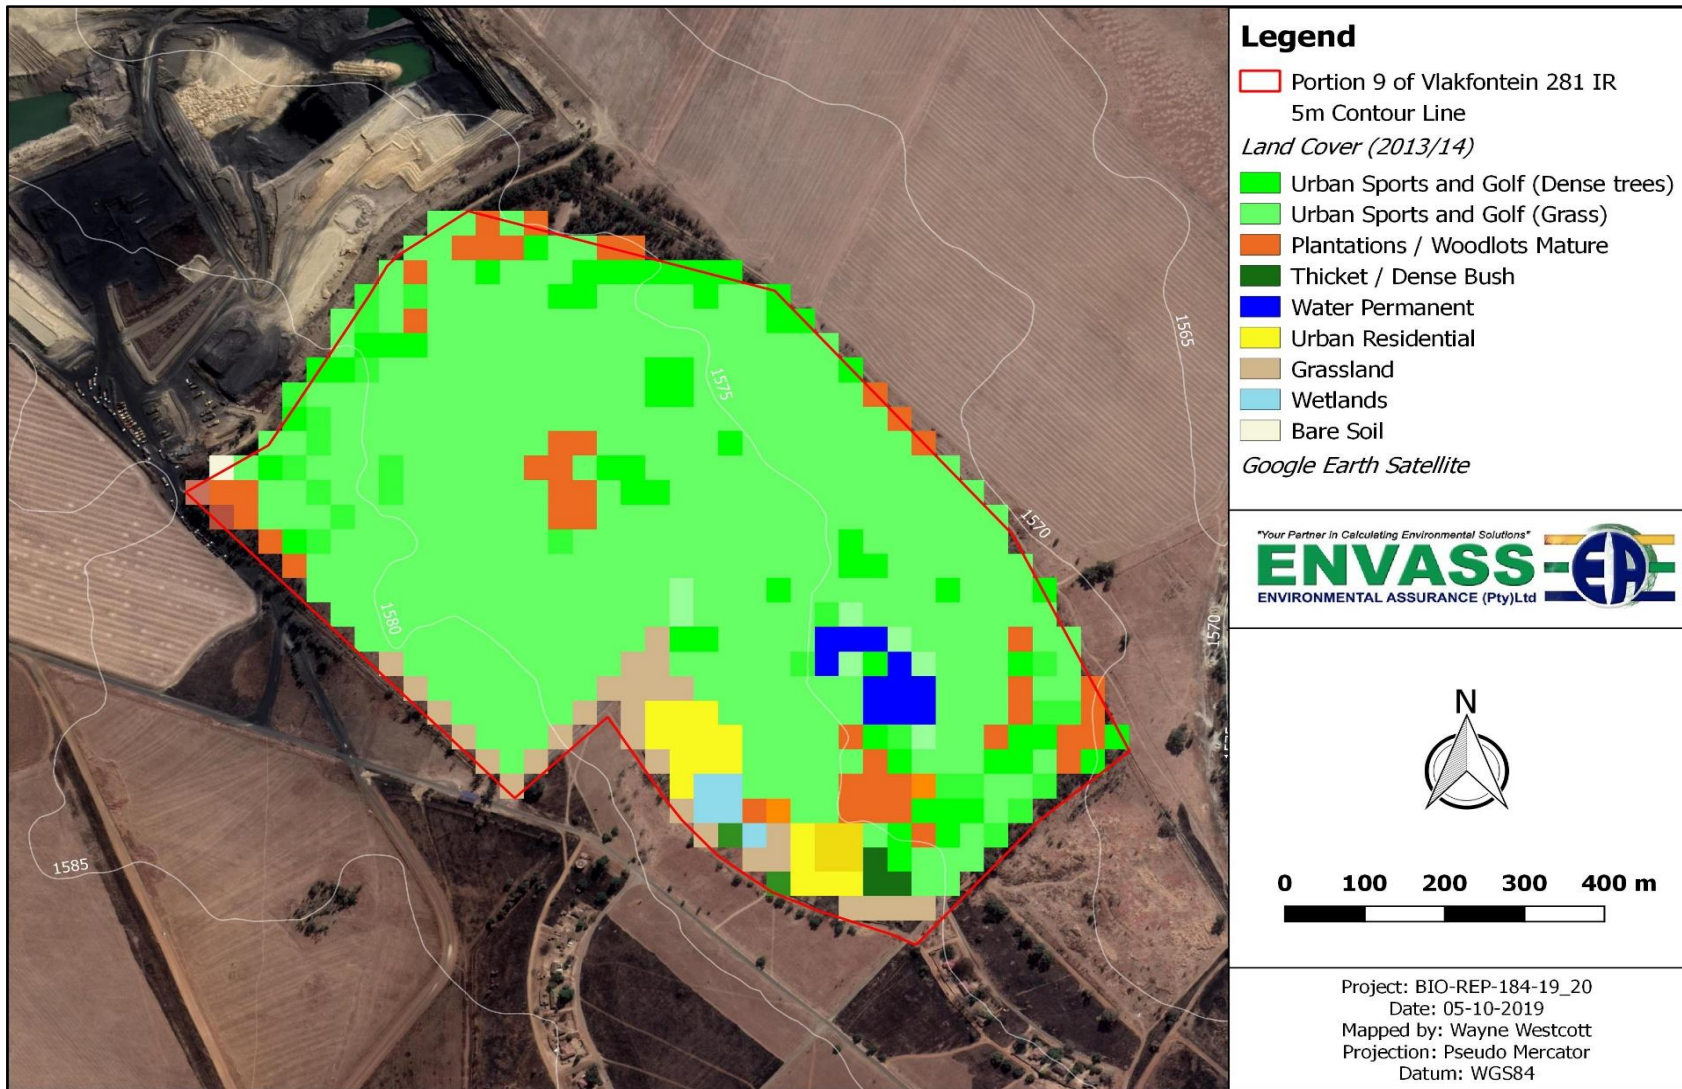 Legend
Portion 9 of Vlakfontein 281 IR
5m Contour Line
Land Cover (2013/14)
Urban Sports and Golf (Dense trees)
Urban Sports and Golf (Grass)
Plantations / Woodlots Mature
Thicket / Dense Bush
Water Permanent
Urban Residential
Grassland
Wetlands
Bare Soil
Google Earth Satellite
"Your Partner in Calculating Environmental Solutions"
ENVASS
ENVIRONMENTAL ASSURANCE (Pty)Ltd
EA
N
0 100 200 300 400 m
Project: BIO-REP-184-19_20
Date: 05-10-2019
Mapped by: Wayne Westcott
Projection: Pseudo Mercator
Datum: WGS84
1565
1575
1570
1580
1570
1575
1585